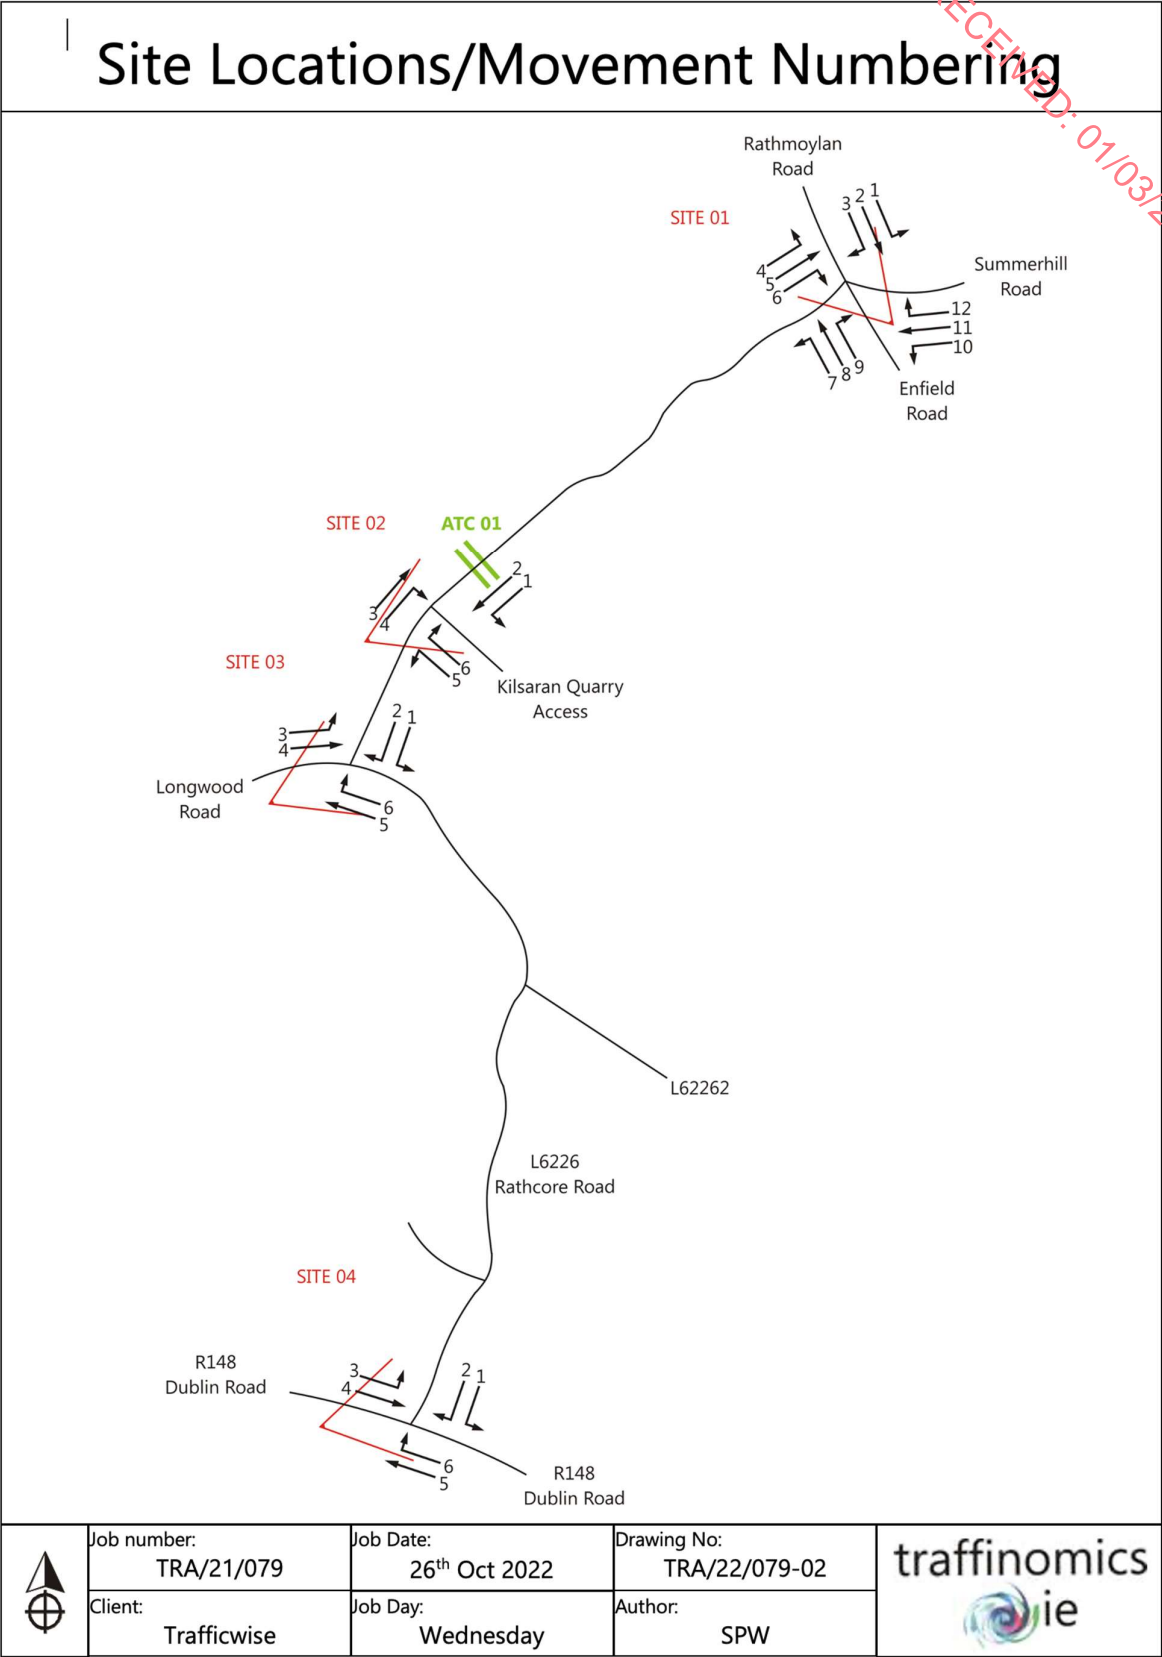 Site Locations/Movement Numbering
RECEIVED: 01/03/2
Rathmoylan
Road
SITE 01
3 2 1
4
5
6
Summerhill
Road
12
11
10
7 8 9
Enfield
Road
SITE 02
ATC 01
2
1
3
4
6
5
Kilsaran Quarry
Access
SITE 03
2 1
3
4
Longwood
Road
6
5
L62262
L6226
Rathcore Road
SITE 04
R148
Dublin Road
3
4
2 1
6
5
R148
Dublin Road
Job number:
TRA/21/079
Job Date:
26th Oct 2022
Drawing No:
TRA/22/079-02
Client:
Trafficwise
Job Day:
Wednesday
Author:
SPW
traffinomics
ie